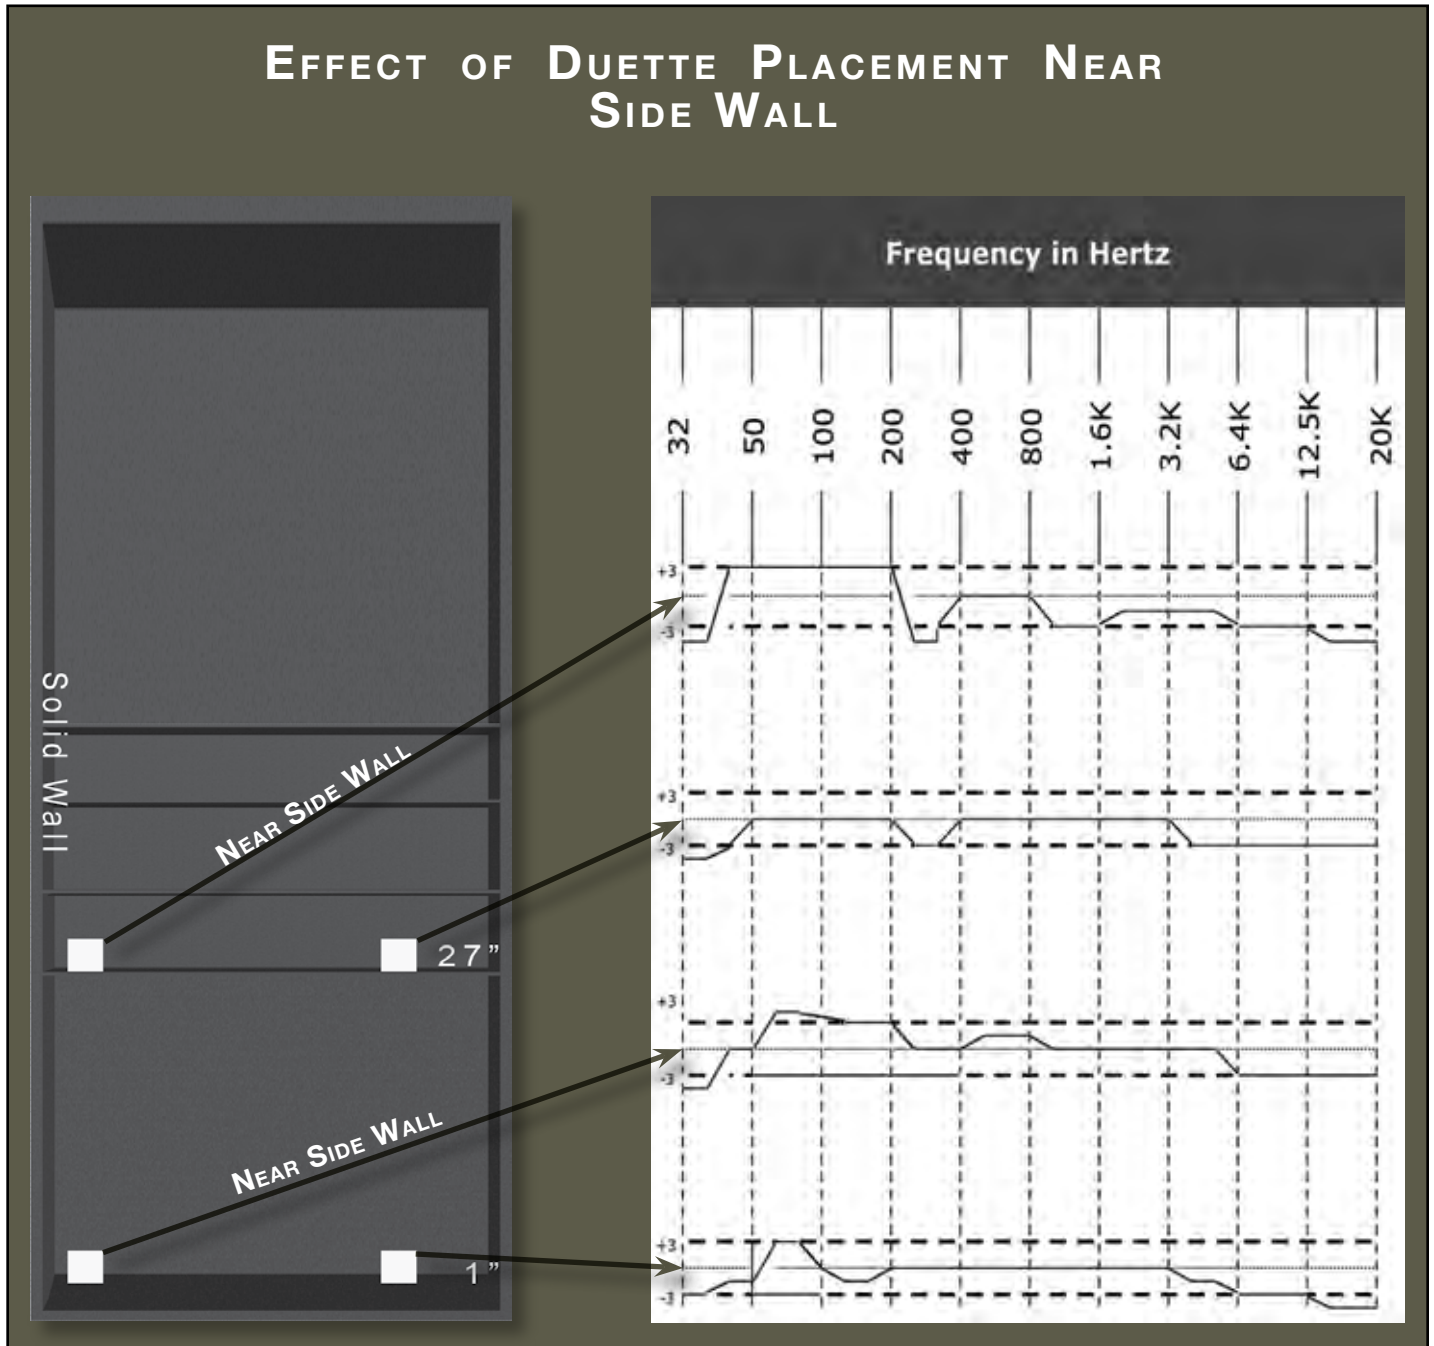 Effect of Duette Placement Near
Side Wall
Frequency in Hertz
32 50 100 200 400 800 1.6K 3.2K 6.4K 12.5K 20K
+3
-3
Solid Wall
Near Side Wall
+3
-3
27”
+3
-3
Near Side Wall
+3
-3
1”